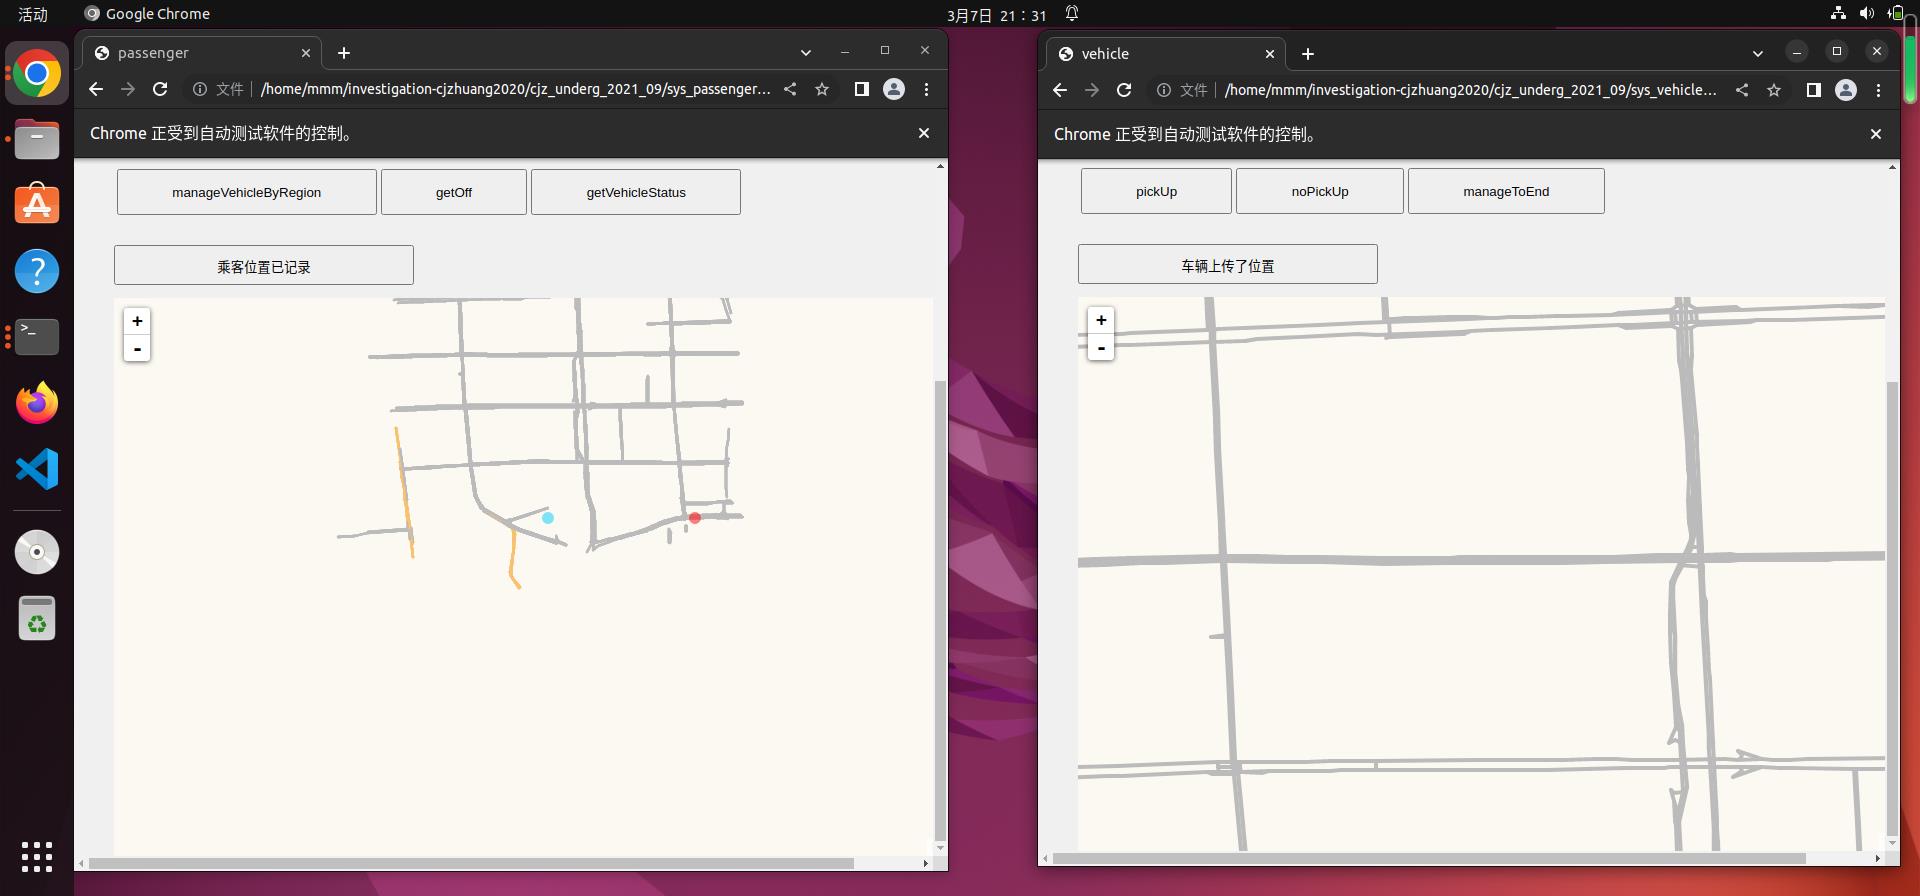 活动
Google Chrome
3月7日 21：31
passenger
文件
/home/mmm/investigation-cjzhuang2020/cjz_underg_2021_09/sys_passenger…
Chrome 正受到自动测试软件的控制。
manageVehicleByRegion
getOff
getVehicleStatus
乘客位置已记录
+
-
vehicle
文件
/home/mmm/investigation-cjzhuang2020/cjz_underg_2021_09/sys_vehicle…
Chrome 正受到自动测试软件的控制。
pickUp
noPickUp
manageToEnd
车辆上传了位置
+
-